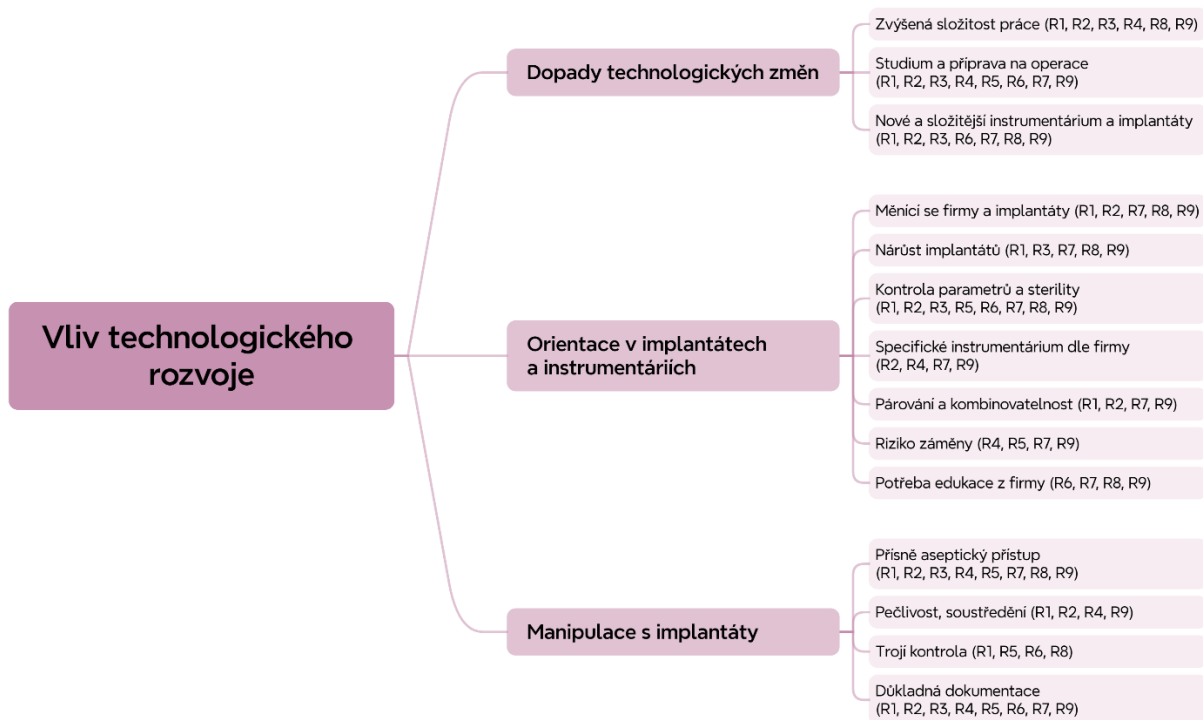 Vliv technologického
rozvoje
Dopady technologických změn
Zvýšená složitost práce (R1, R2, R3, R4, R8, R9)
Studium a příprava na operace
(R1, R2, R3, R4, R5, R6, R7, R9)
Nové a složitější instrumentárium a implantáty
(R1, R2, R3, R6, R7, R8, R9)
Orientace v implantátech
a instrumentáriích
Měnící se firmy a implantáty (R1, R2, R7, R8, R9)
Nárůst implantátů (R1, R3, R7, R8, R9)
Kontrola parametrů a sterility
(R1, R2, R3, R5, R6, R7, R8, R9)
Specifické instrumentárium dle firmy
(R2, R4, R7, R9)
Párování a kombinovatelnost (R1, R2, R7, R9)
Riziko záměny (R4, R5, R7, R9)
Potřeba edukace z firmy (R6, R7, R8, R9)
Manipulace s implantáty
Přísně aseptický přístup
(R1, R2, R3, R4, R5, R7, R8, R9)
Pečlivost, soustředění (R1, R2, R4, R9)
Trojí kontrola (R1, R5, R6, R8)
Důkladná dokumentace
(R1, R2, R3, R4, R5, R6, R7, R9)